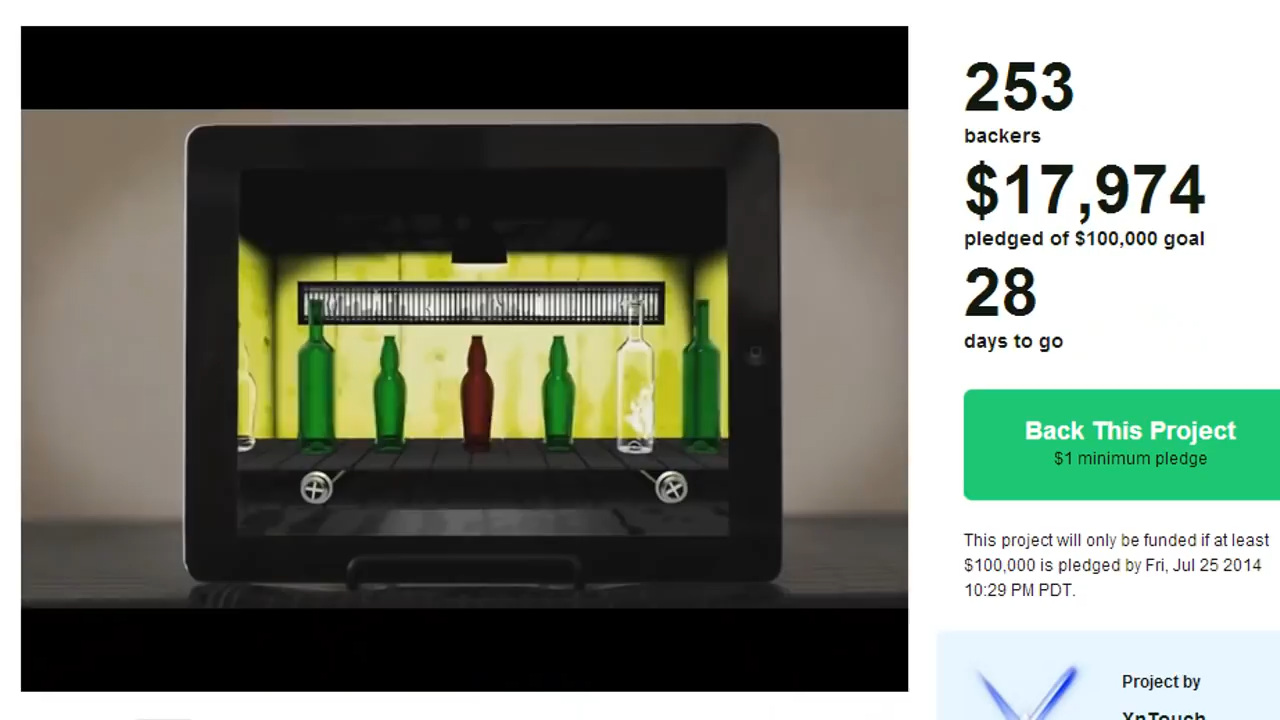 253
backers
$17,974
pledged of $100,000 goal
28
days to go
Back This Project
$1 minimum pledge
This project will only be funded if at least
$100,000 is pledged by Fri, Jul 25 2014
10:29 PM PDT.
Project by
XnTouch